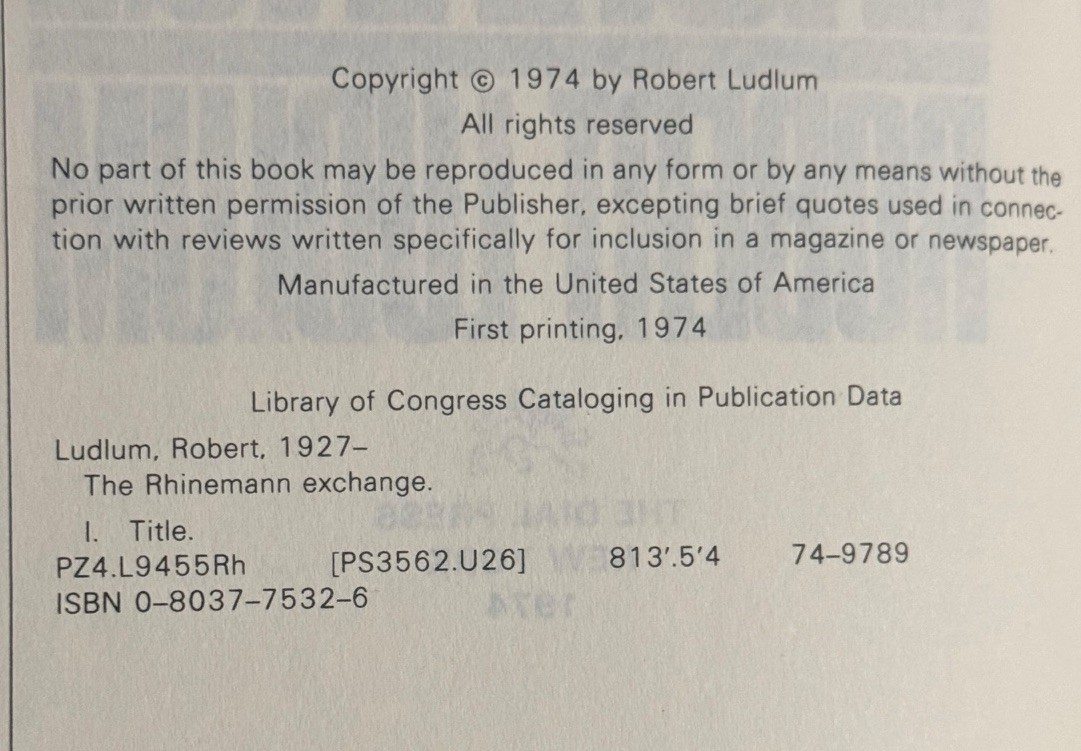 Copyright © 1974 by Robert Ludlum
All rights reserved
No part of this book may be reproduced in any form or by any means without the
prior written permission of the Publisher, excepting brief quotes used in connec-
tion with reviews written specifically for inclusion in a magazine or newspaper.
Manufactured in the United States of America
First printing, 1974
Library of Congress Cataloging in Publication Data
Ludlum, Robert, 1927–
The Rhinemann exchange.
I. Title.
PZ4.L9455Rh [PS3562.U26] 813'.5'4 74–9789
ISBN 0–8037–7532–6